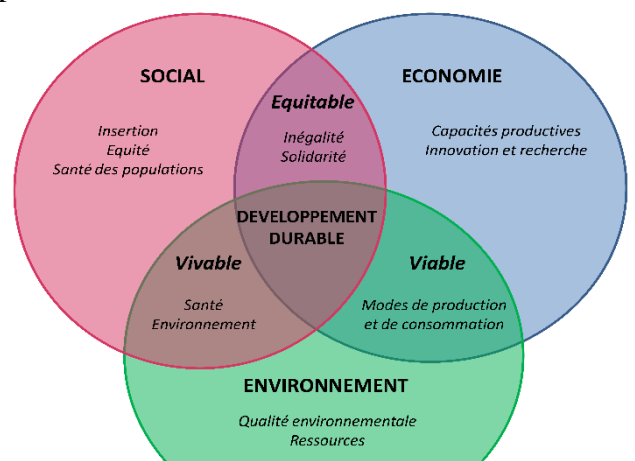 SOCIAL
Insertion
Equité
Santé des populations
Equitable
Inégalité
Solidarité
ECONOMIE
Capacités productives
Innovation et recherche
DEVELOPPEMENT
DURABLE
Vivable
Santé
Environnement
Viable
Modes de production
et de consommation
ENVIRONNEMENT
Qualité environnementale
Ressources